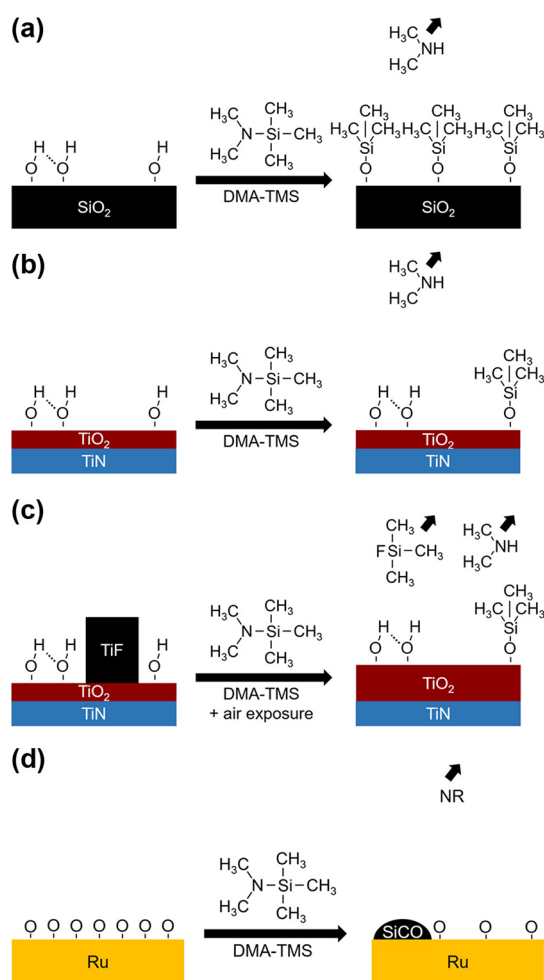 (a)
H₃C
NH
H₃C
CH₃ CH₃ CH₃
H₃C CH₃ H₃C CH₃ H₃C CH₃
Si Si Si
O O O
SiO₂
H H H
O O O
SiO₂
H₃C CH₃
N–Si–CH₃
H₃C CH₃
DMA-TMS
(b)
H₃C
NH
H₃C
H H H
O O O
TiO₂
TiN
H₃C CH₃
N–Si–CH₃
H₃C CH₃
DMA-TMS
CH₃
H₃C CH₃
H H Si
O O O
TiO₂
TiN
(c)
CH₃
FSi–CH₃
CH₃
H₃C
NH
H₃C
TiF
H H H
O O O
TiO₂
TiN
H₃C CH₃
N–Si–CH₃
H₃C CH₃
DMA-TMS
+ air exposure
CH₃
H₃C CH₃
H H Si
O O O
TiO₂
TiN
(d)
NR
O O O O O O O
Ru
H₃C CH₃
N–Si–CH₃
H₃C CH₃
DMA-TMS
SiCO O O O
Ru